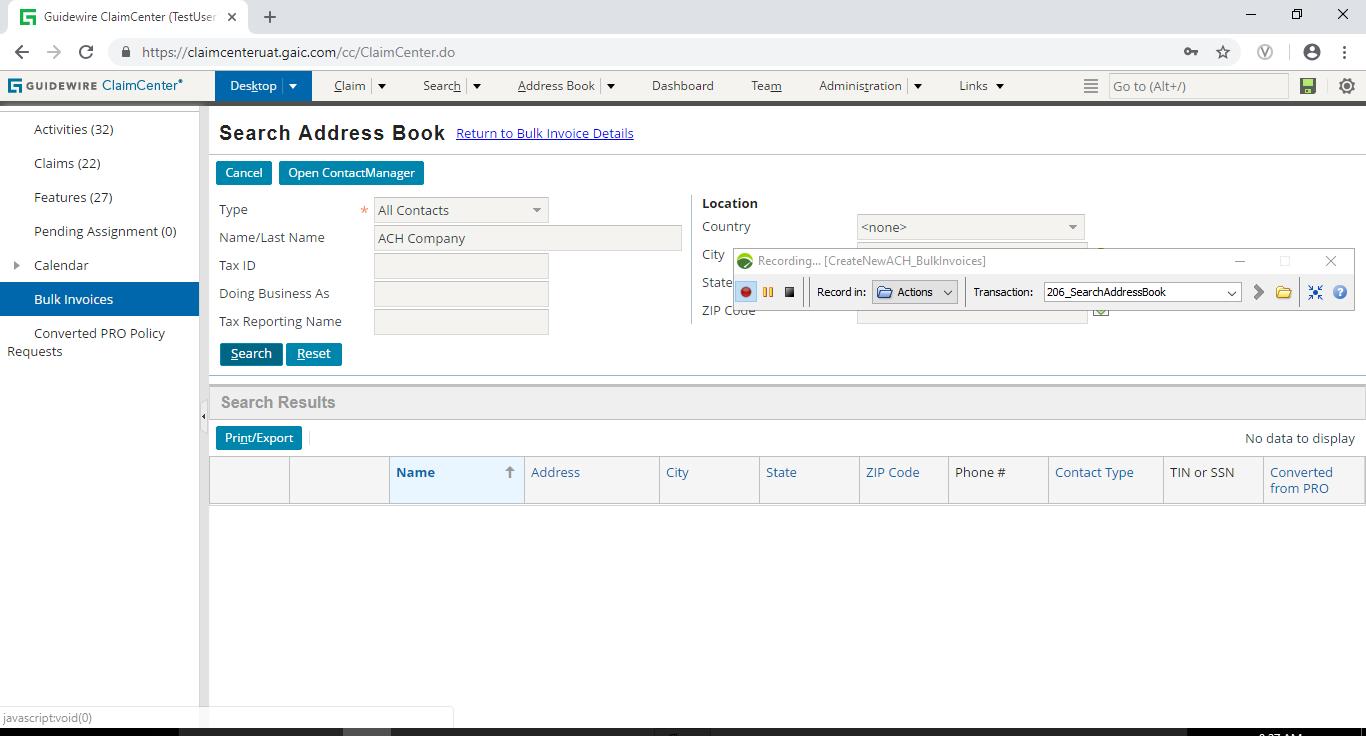 Guidewire ClaimCenter (TestUser
https://claimcenteruat.gaic.com/cc/ClaimCenter.do
GUIDEWIRE ClaimCenter
Desktop Claim Search Address Book Dashboard Team Administration Links Go to (Alt+/)
Activities (32)
Claims (22)
Features (27)
Pending Assignment (0)
Calendar
Bulk Invoices
Converted PRO Policy
Requests
Search Address Book Return to Bulk Invoice Details
Cancel Open ContactManager
Type * All Contacts
Name/Last Name ACH Company
Tax ID
Doing Business As
Tax Reporting Name
Search Reset
Location
Country <none>
City
State
ZIP Code
Recording... [CreateNewACH_BulkInvoices]
Record in: Actions Transaction: 206_SearchAddressBook
Search Results
Print/Export No data to display
Name Address City State ZIP Code Phone # Contact Type TIN or SSN Converted
from PRO
javascript:void(0)